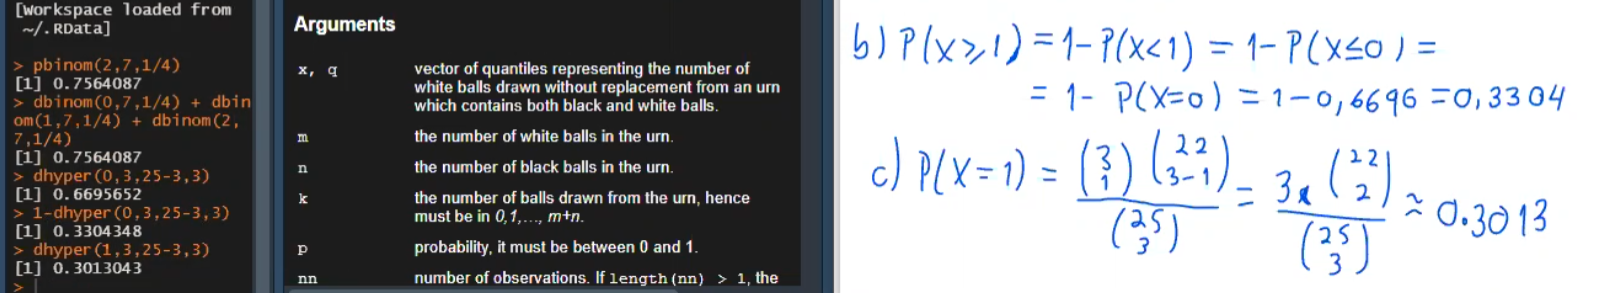 [Workspace loaded from
~/.RData]
> pbinom(2,7,1/4)
[1] 0.7564087
> dbinom(0,7,1/4) + dbin
om(1,7,1/4) + dbinom(2,
7,1/4)
[1] 0.7564087
> dhyper(0,3,25-3,3)
[1] 0.6695652
> 1-dhyper(0,3,25-3,3)
[1] 0.3304348
> dhyper(1,3,25-3,3)
[1] 0.3013043
>
Arguments
x, q vector of quantiles representing the number of
white balls drawn without replacement from an urn
which contains both black and white balls.
m the number of white balls in the urn.
n the number of black balls in the urn.
k the number of balls drawn from the urn, hence
must be in 0,1,..., m+n.
p probability, it must be between 0 and 1.
nn number of observations. If length(nn) > 1, the
b) P(X≥1) = 1-P(X<1) = 1-P(X≤0) =
= 1- P(X=0) = 1-0,6696 = 0,3304
c) P(X=1) = (3 1) (22 3-1) / (25 3) = 3 x (22 2) / (25 3) ≈ 0.3013